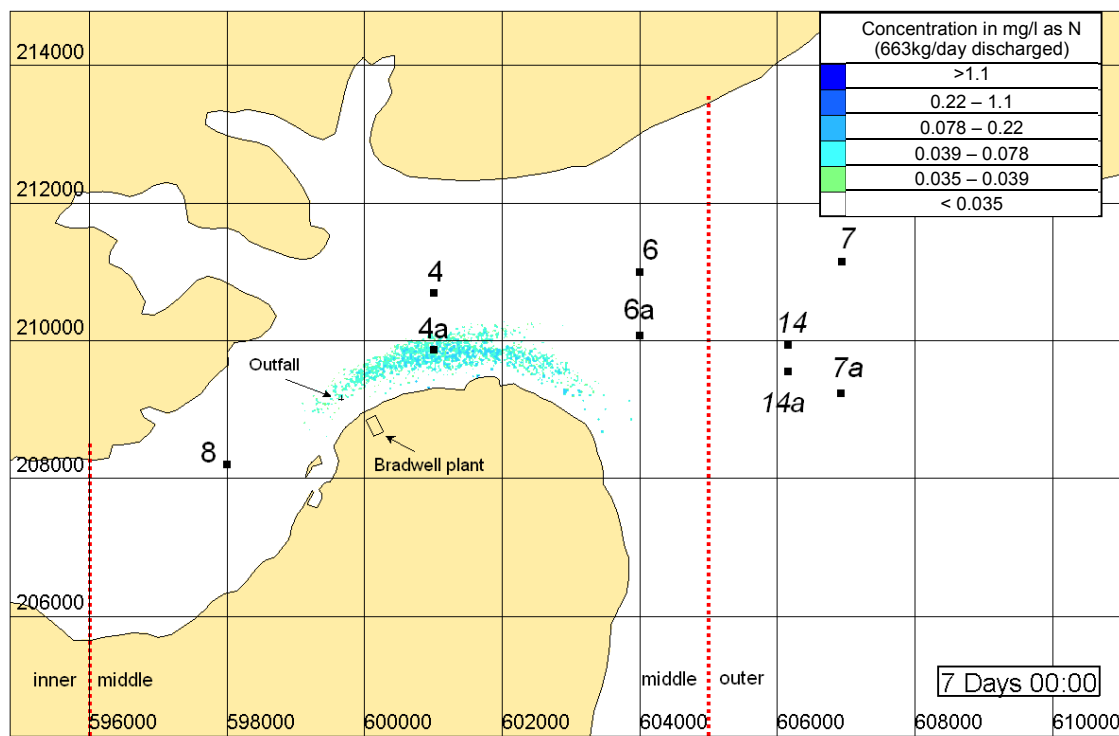 Concentration in mg/l as N
(663kg/day discharged)
>1.1
0.22 – 1.1
0.078 – 0.22
0.039 – 0.078
0.035 – 0.039
< 0.035
214000
212000
210000
208000
206000
4
4a
6
6a
7
14
14a
7a
8
Outfall
Bradwell plant
inner
middle
middle
outer
7 Days 00:00
596000
598000
600000
602000
604000
606000
608000
610000